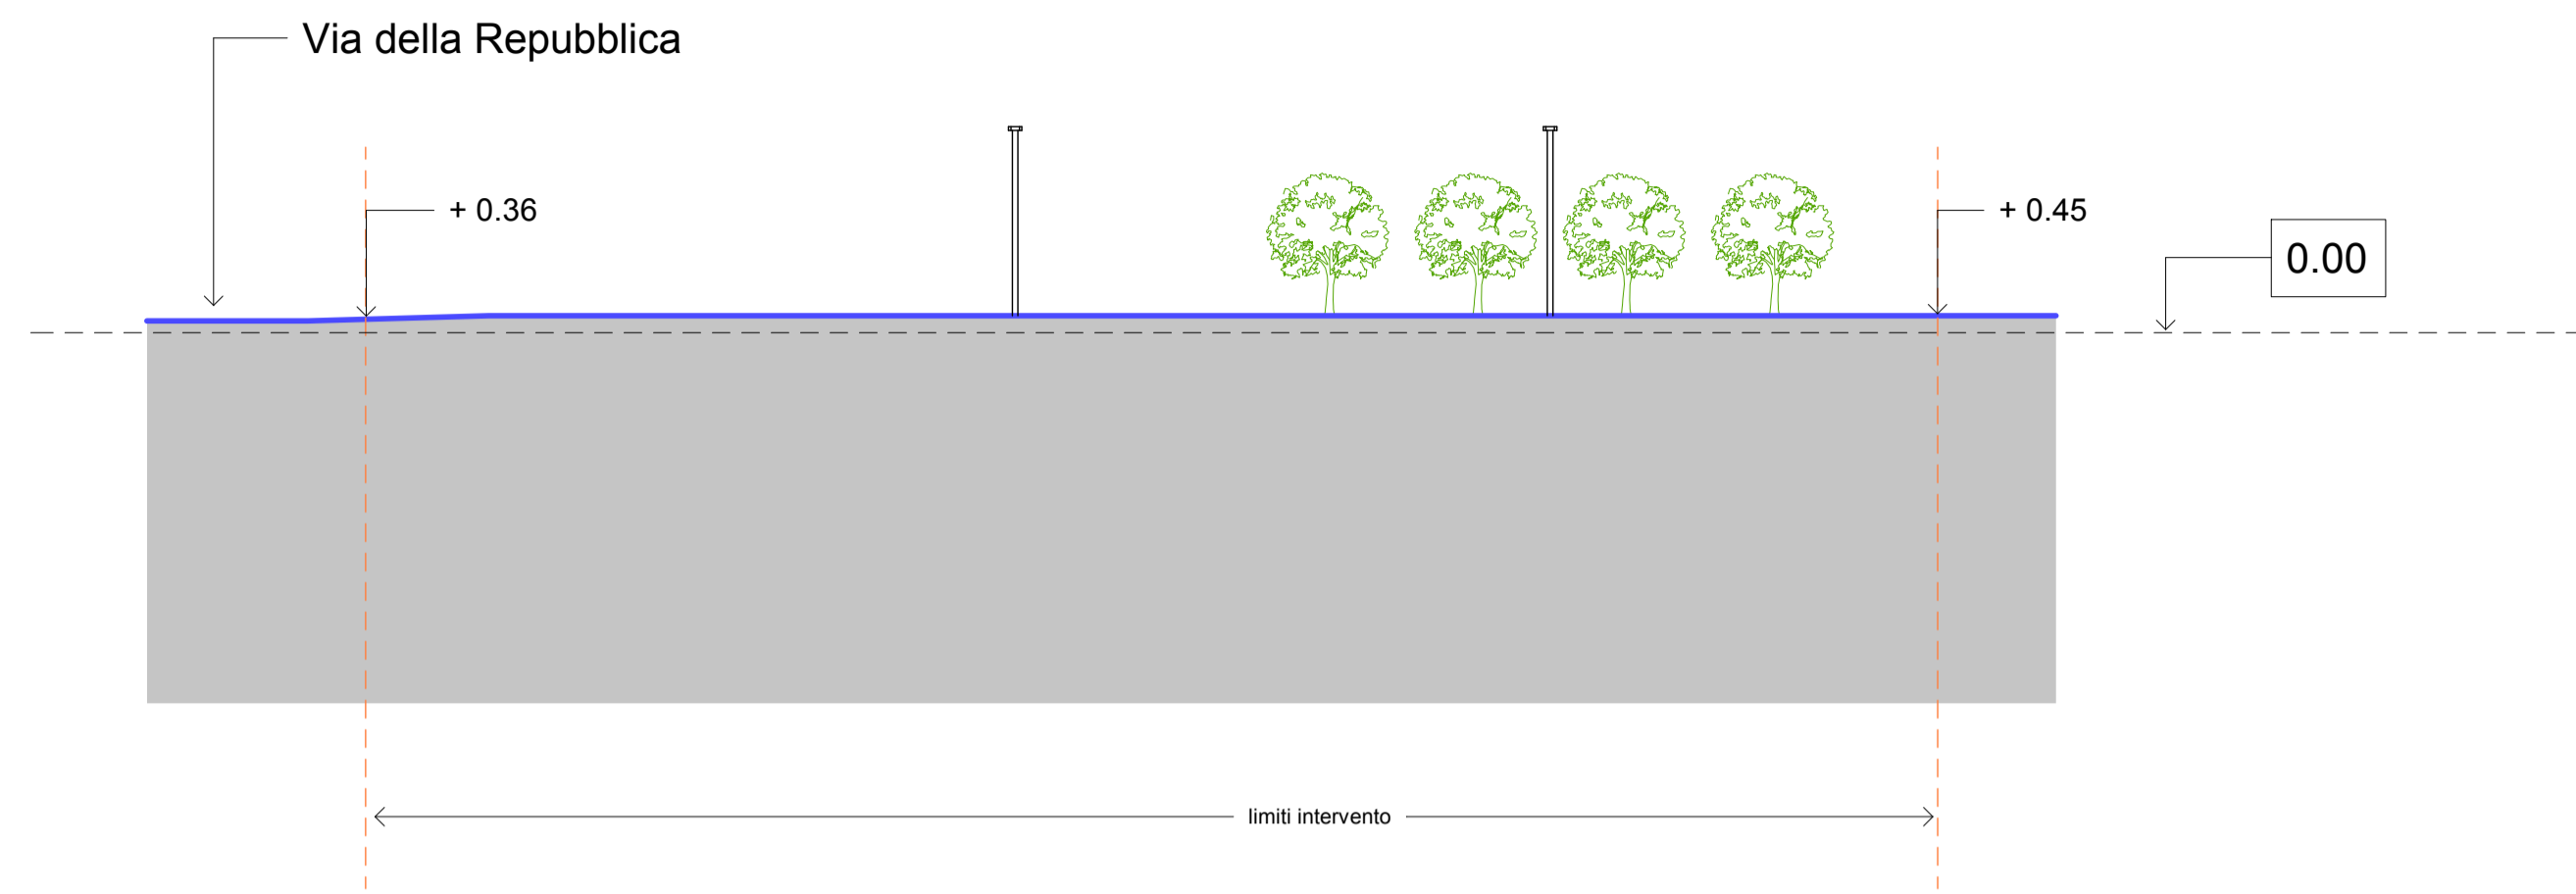 Via della Repubblica
+ 0.36
+ 0.45
0.00
limiti intervento